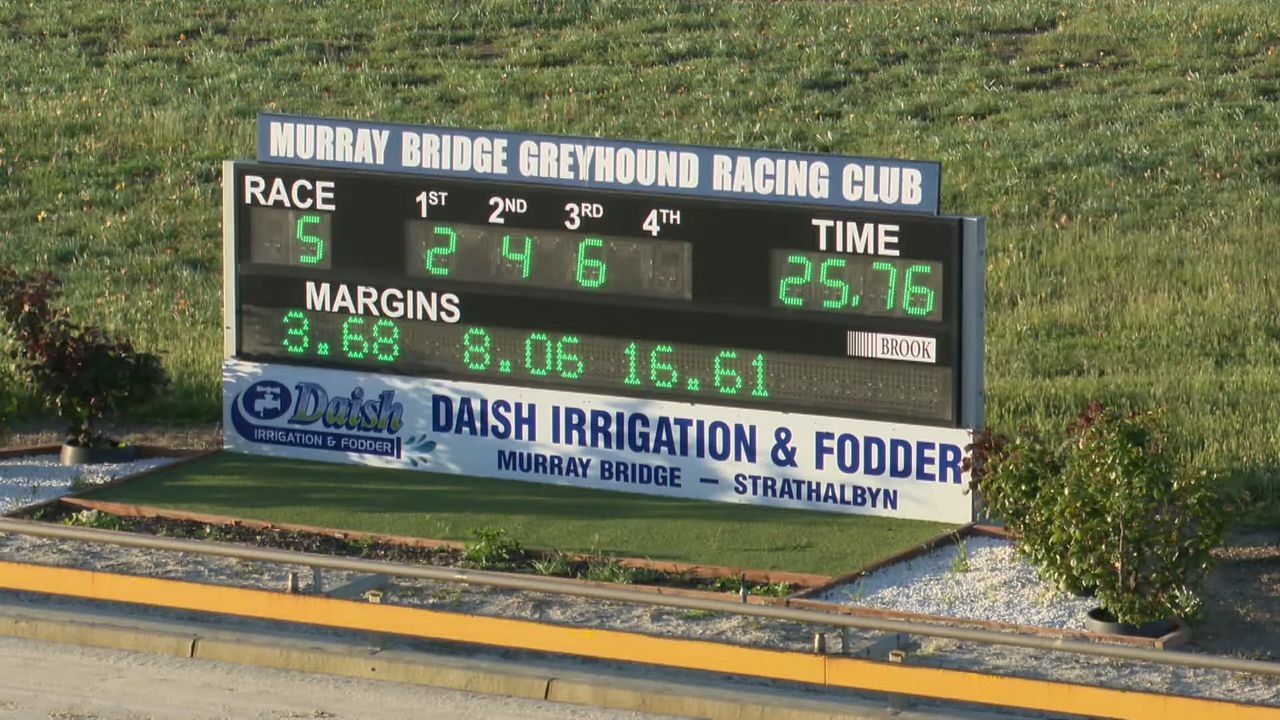 MURRAY BRIDGE GREYHOUND RACING CLUB
RACE 1ST 2ND 3RD 4TH TIME
5 2 4 6 25.76
MARGINS
3.68 8.06 16.61
BROOK
Daish
IRRIGATION & FODDER
DAISH IRRIGATION & FODDER
MURRAY BRIDGE – STRATHALBYN